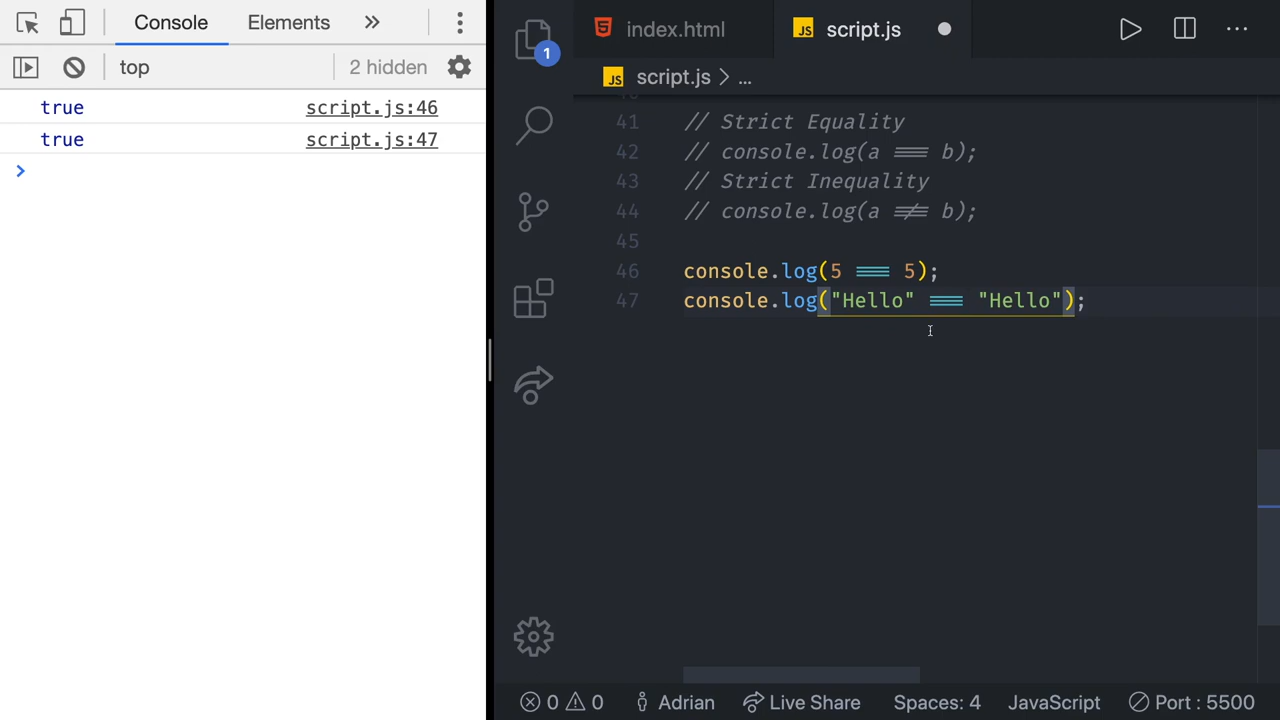 Console Elements
top 2 hidden
true script.js:46
true script.js:47
index.html JS script.js
1
JS script.js > ...
41 // Strict Equality
42 // console.log(a === b);
43 // Strict Inequality
44 // console.log(a !== b);
45
46 console.log(5 === 5);
47 console.log("Hello" === "Hello");
0 0 Adrian Live Share Spaces: 4 JavaScript Port : 5500